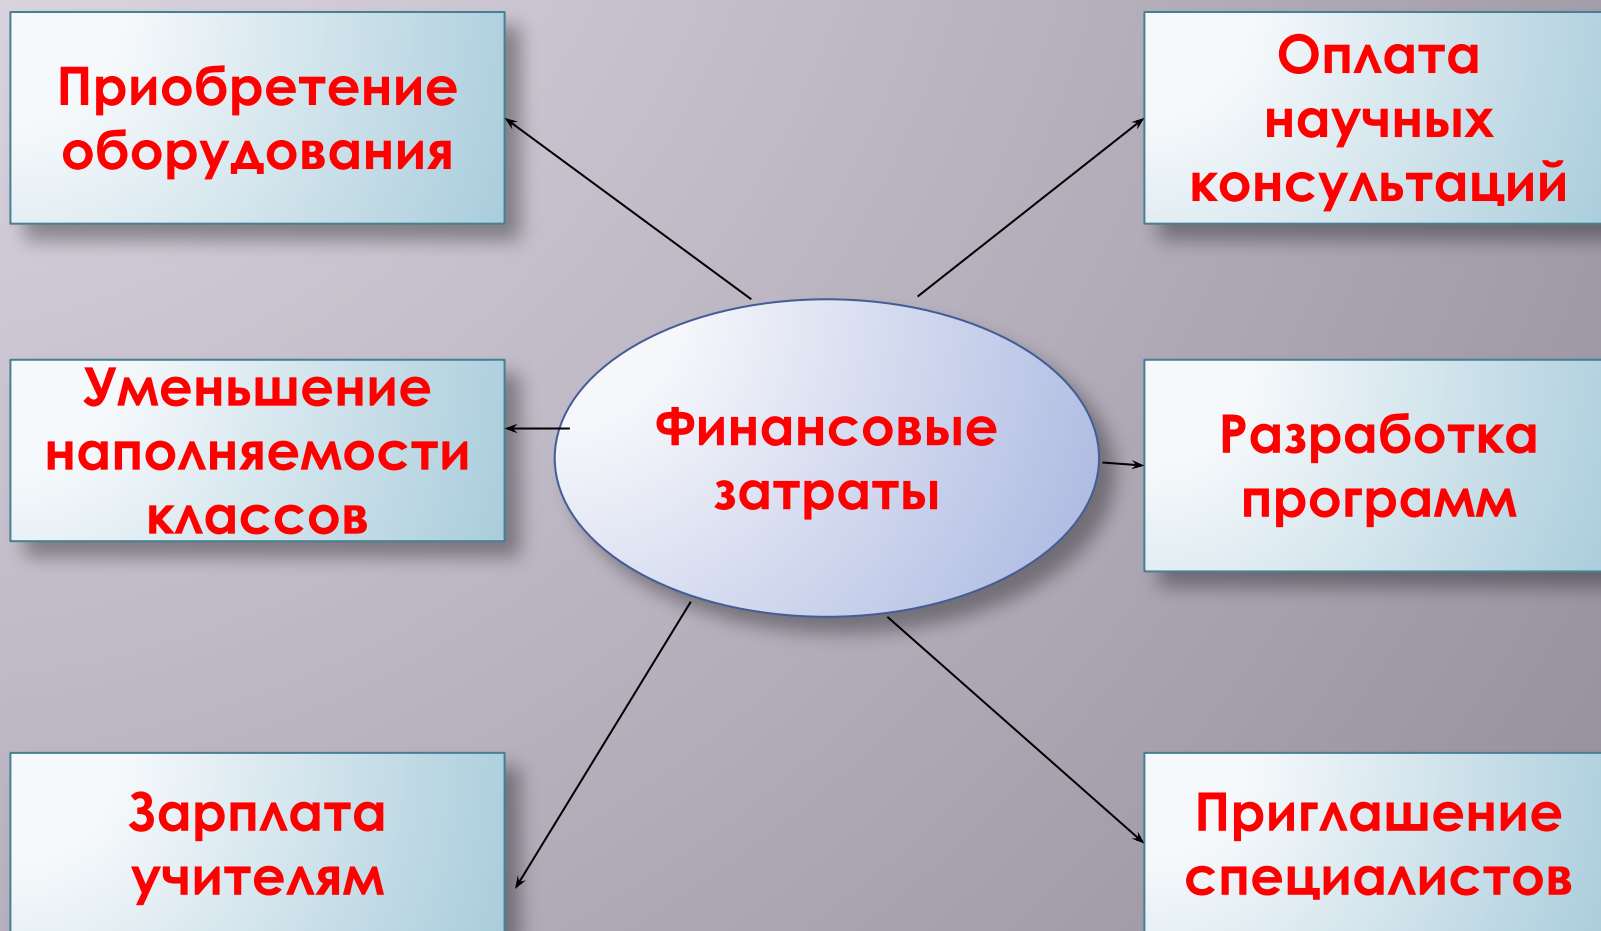 Приобретение
оборудования
Оплата
научных
консультаций
Уменьшение
наполняемости
классов
Финансовые
затраты
Разработка
программ
Зарплата
учителям
Приглашение
специалистов